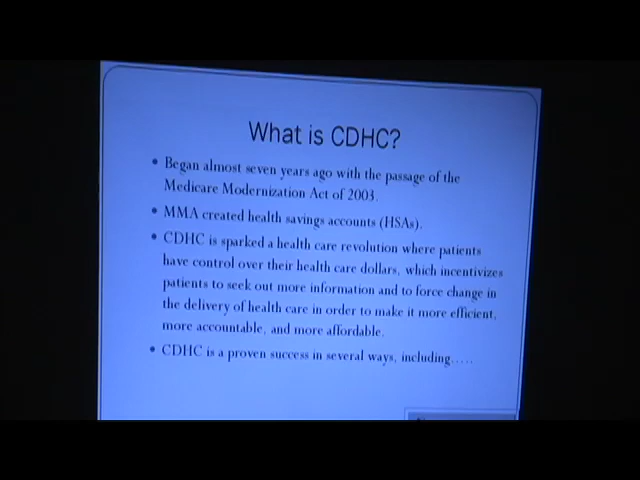 What is CDHC?
• Began almost seven years ago with the passage of the
Medicare Modernization Act of 2003.
• MMA created health savings accounts (HSAs).
• CDHC is sparked a health care revolution where patients
have control over their health care dollars, which incentivizes
patients to seek out more information and to force change in
the delivery of health care in order to make it more efficient,
more accountable, and more affordable.
• CDHC is a proven success in several ways, including…..